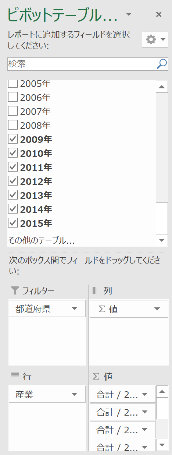 ピボットテーブル...
レポートに追加するフィールドを選択
してください:
検索
2005年
2006年
2007年
2008年
2009年
2010年
2011年
2012年
2013年
2014年
2015年
その他のテーブル...
次のボックス間でフィールドをドラッグしてくださ
い:
フィルター
列
都道府県
Σ 値
行
Σ 値
産業
合計 / 2...
合計 / 2...
合計 / 2...
合計 / 2...